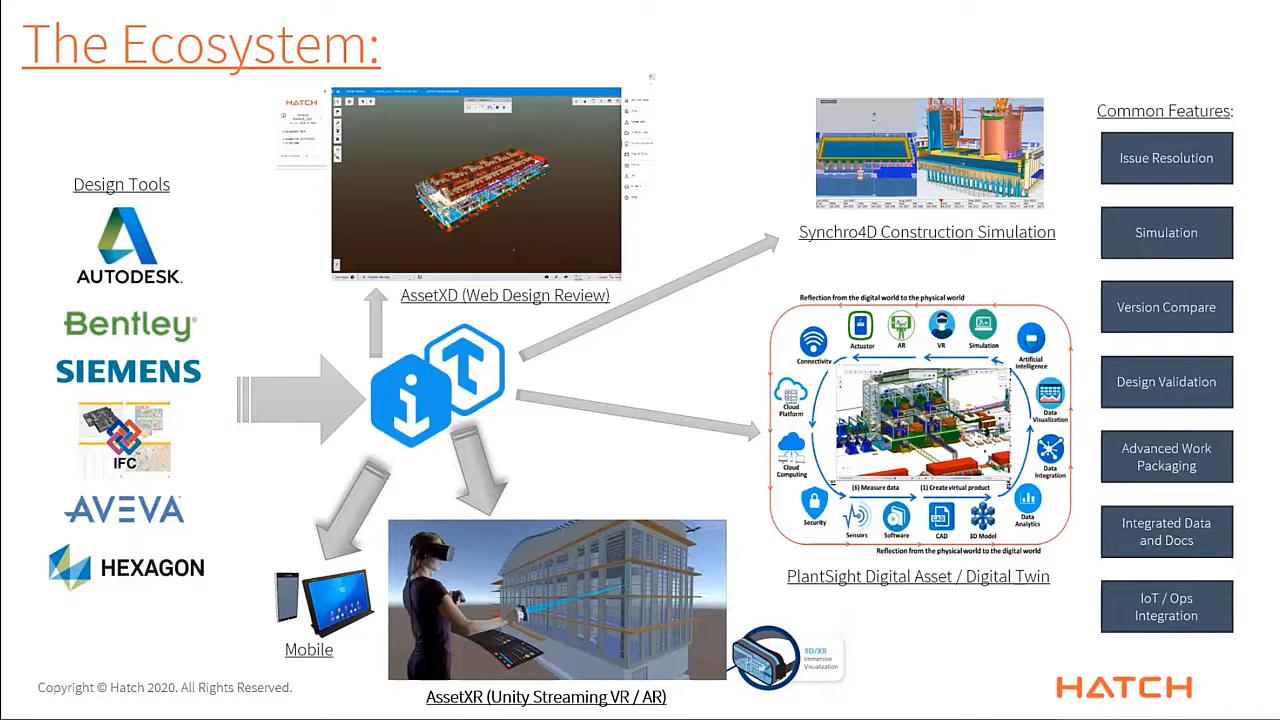 The Ecosystem:
Design Tools
AUTODESK.
Bentley
SIEMENS
IFC
AVEVA
HEXAGON
HATCH
AssetXD (Web Design Review)
iT
Mobile
AssetXR (Unity Streaming VR / AR)
3D/XR
Immersive
Visualization
Synchro4D Construction Simulation
Reflection from the digital world to the physical world
Connectivity
Actuator
AR
VR
Simulation
Artificial
Intelligence
Cloud
Platform
Data
Visualization
Cloud
Computing
Data
Integration
(6) Measure data
(1) Create virtual product
Security
Sensors
Software
CAD
3D Model
Data
Analytics
Reflection from the physical world to the digital world
PlantSight Digital Asset / Digital Twin
Common Features:
Issue Resolution
Simulation
Version Compare
Design Validation
Advanced Work
Packaging
Integrated Data
and Docs
IoT / Ops
Integration
Copyright © Hatch 2020. All Rights Reserved.
HATCH